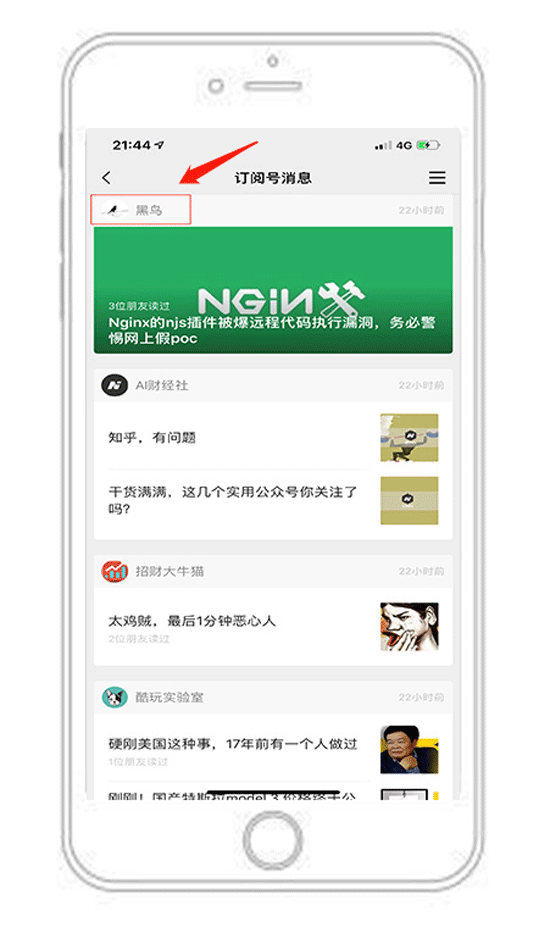 21:44
4G
订阅号消息
黑鸟
22小时前
NGiNX
3位朋友读过
Nginx的njs插件被爆远程代码执行漏洞，务必警
惕网上假poc
AI财经社
22小时前
知乎，有问题
干货满满，这几个实用公众号你关注了
吗？
招财大牛猫
22小时前
太鸡贼，最后1分钟恶心人
2位朋友读过
酷玩实验室
22小时前
硬刚美国这种事，17年前有一个人做过
1位朋友读过
刚刚！国产特斯拉model 3 价格终于公